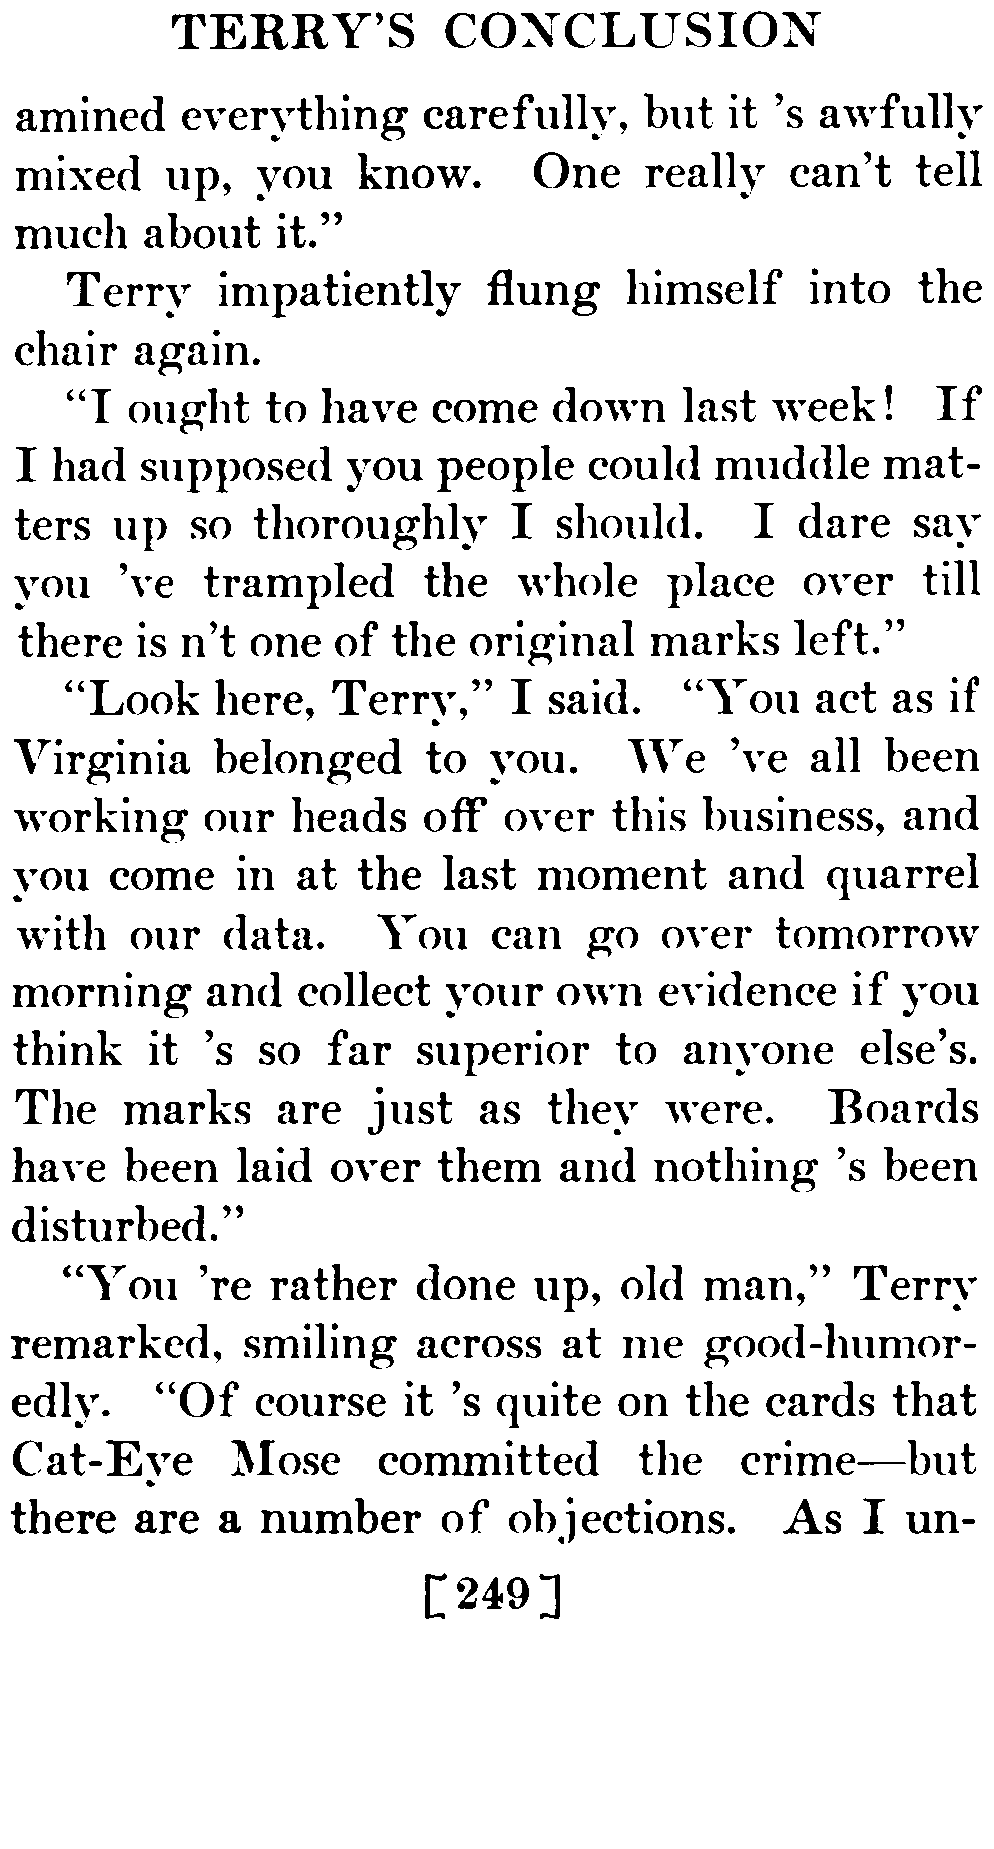 TERRY'S CONCLUSION
amined everything carefully, but it 's awfully
mixed up, you know. One really can't tell
much about it."
Terry impatiently flung himself into the
chair again.
"I ought to have come down last week! If
I had supposed you people could muddle mat-
ters up so thoroughly I should. I dare say
you 've trampled the whole place over till
there is n't one of the original marks left."
"Look here, Terry," I said. "You act as if
Virginia belonged to you. We 've all been
working our heads off over this business, and
you come in at the last moment and quarrel
with our data. You can go over tomorrow
morning and collect your own evidence if you
think it 's so far superior to anyone else's.
The marks are just as they were. Boards
have been laid over them and nothing 's been
disturbed."
"You 're rather done up, old man," Terry
remarked, smiling across at me good-humor-
edly. "Of course it 's quite on the cards that
Cat-Eye Mose committed the crime—but
there are a number of objections. As I un-
[249]